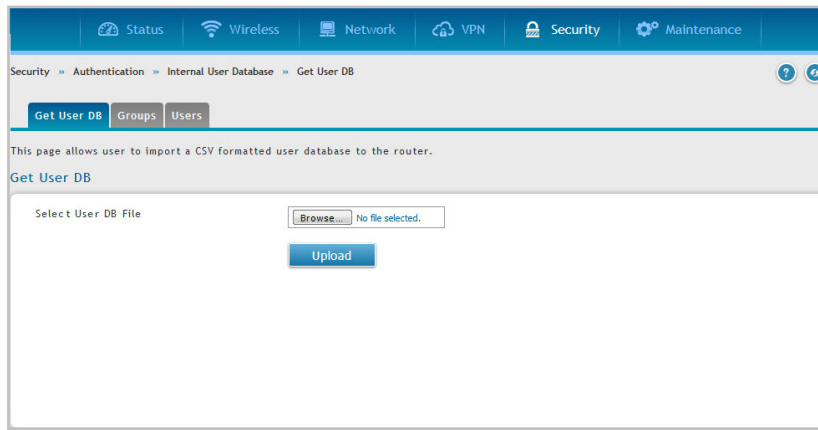 Status Wireless Network VPN Security Maintenance
Security » Authentication » Internal User Database » Get User DB
?
Get User DB Groups Users
This page allows user to import a CSV formatted user database to the router.
Get User DB
Select User DB File Browse... No file selected.
Upload